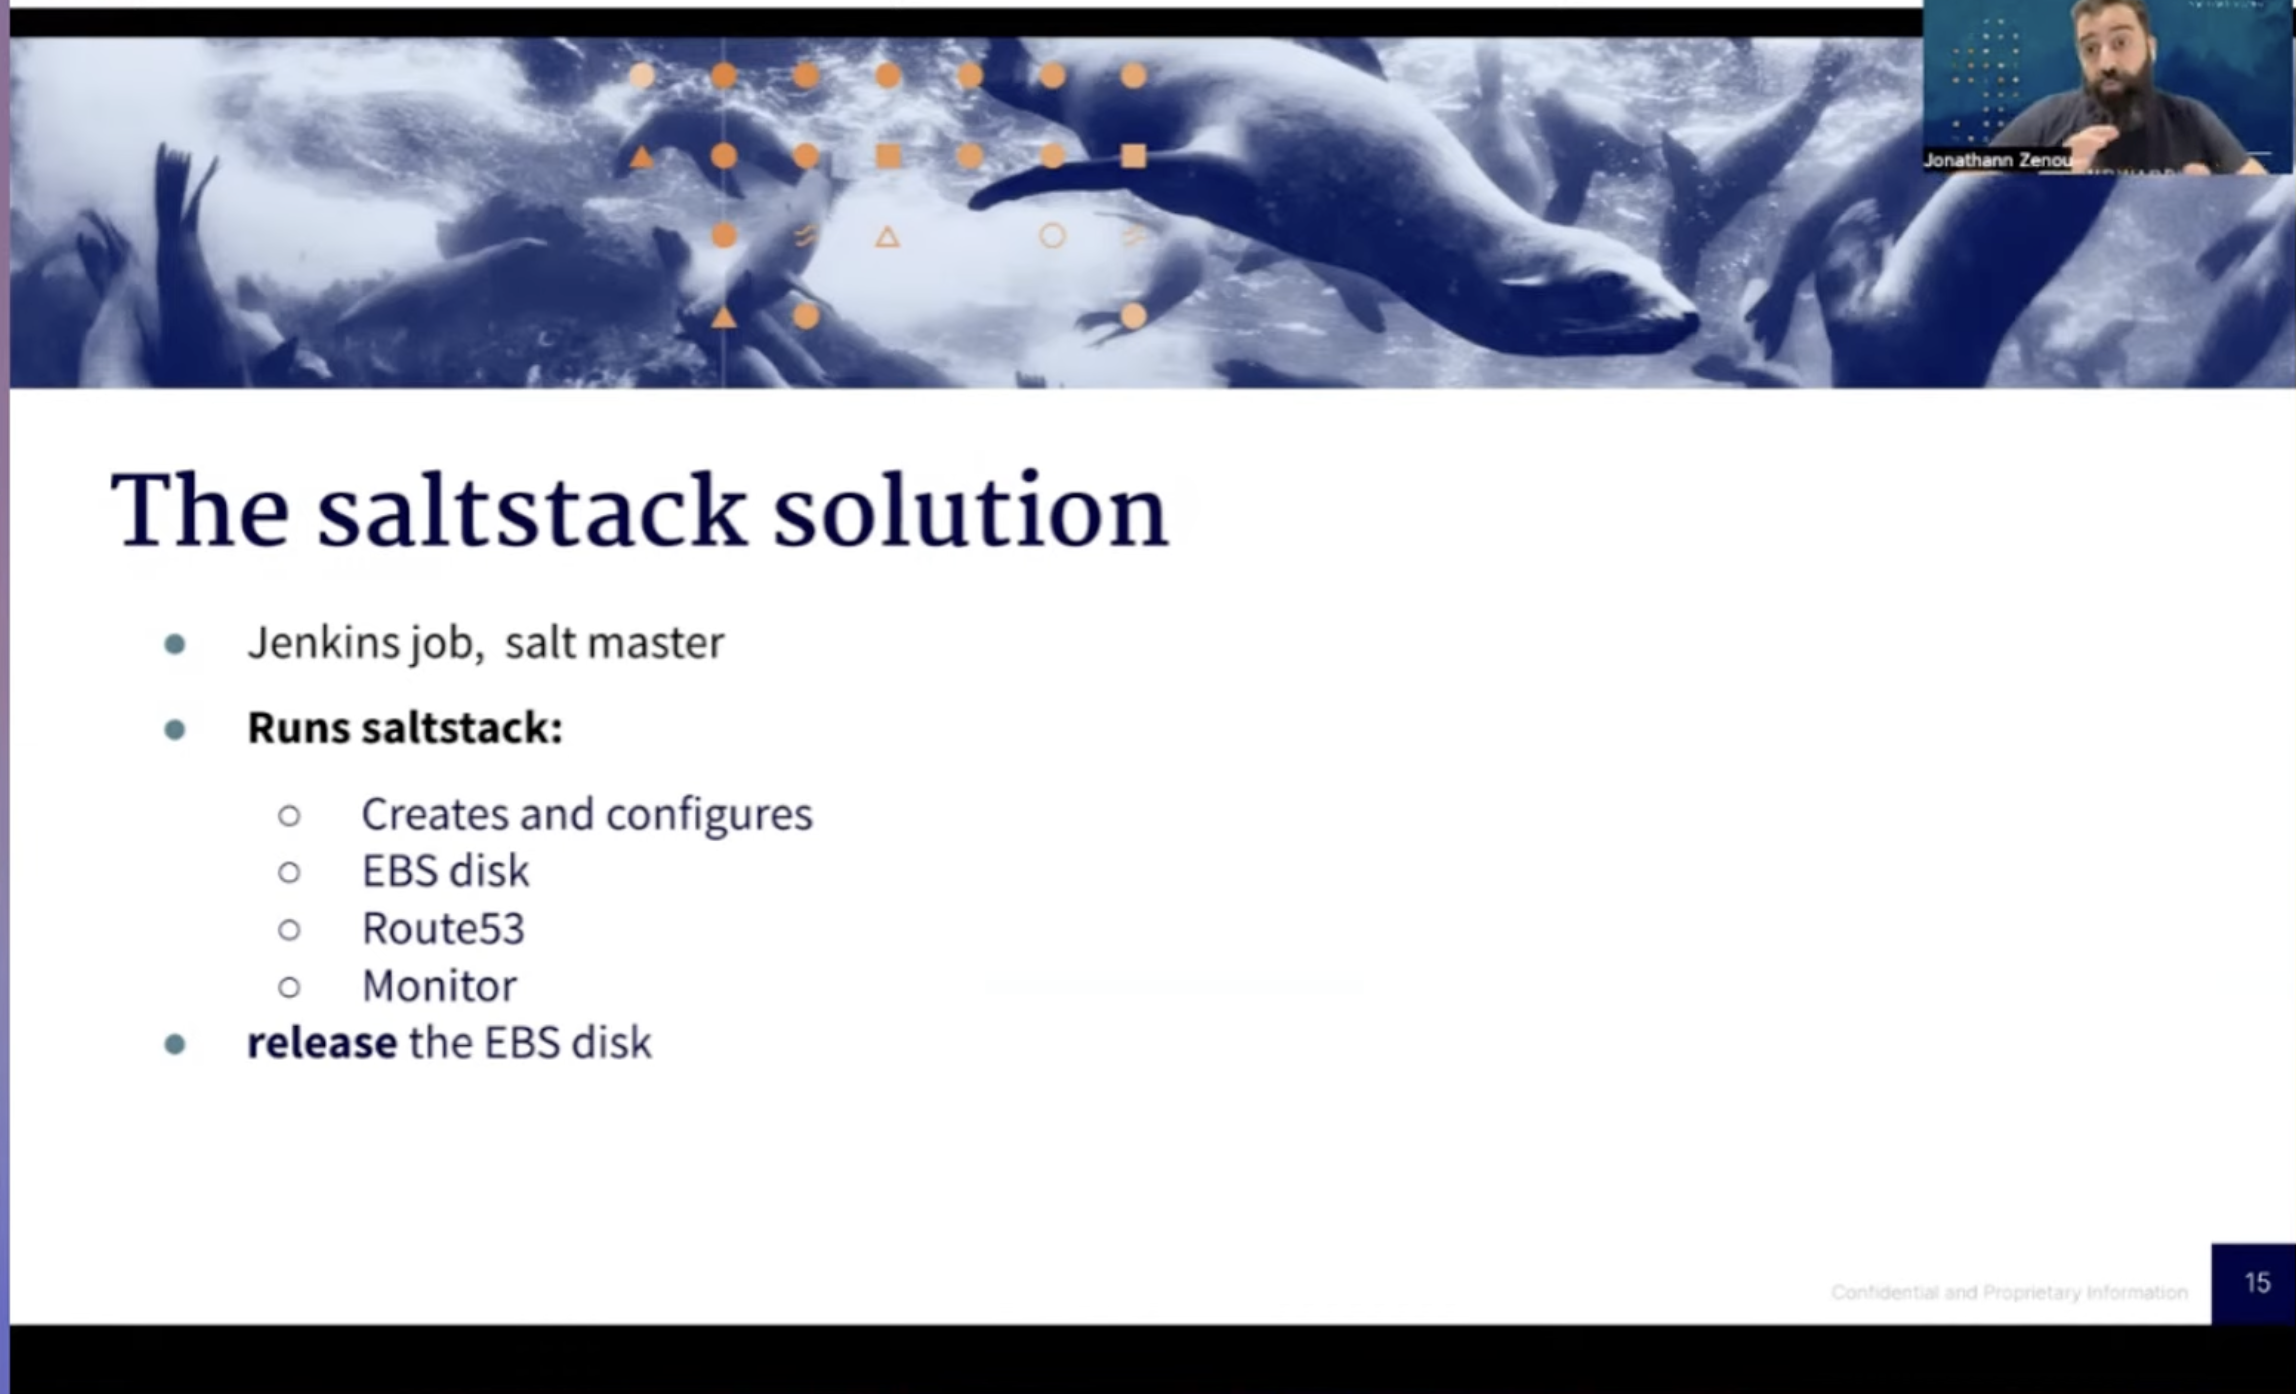 Jonathann Zenou
The saltstack solution
Jenkins job, salt master
Runs saltstack:
Creates and configures
EBS disk
Route53
Monitor
release the EBS disk
Confidential and Proprietary Information
15